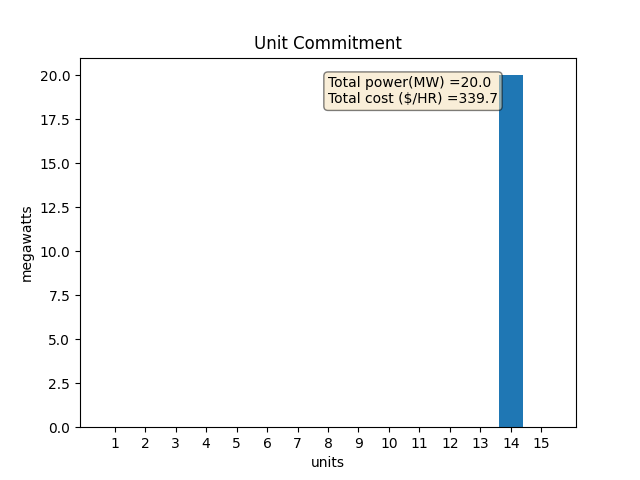 Unit Commitment
Total power(MW) =20.0
Total cost ($/HR) =339.7
20.0
17.5
15.0
12.5
10.0
7.5
5.0
2.5
0.0
megawatts
1 2 3 4 5 6 7 8 9 10 11 12 13 14 15
units